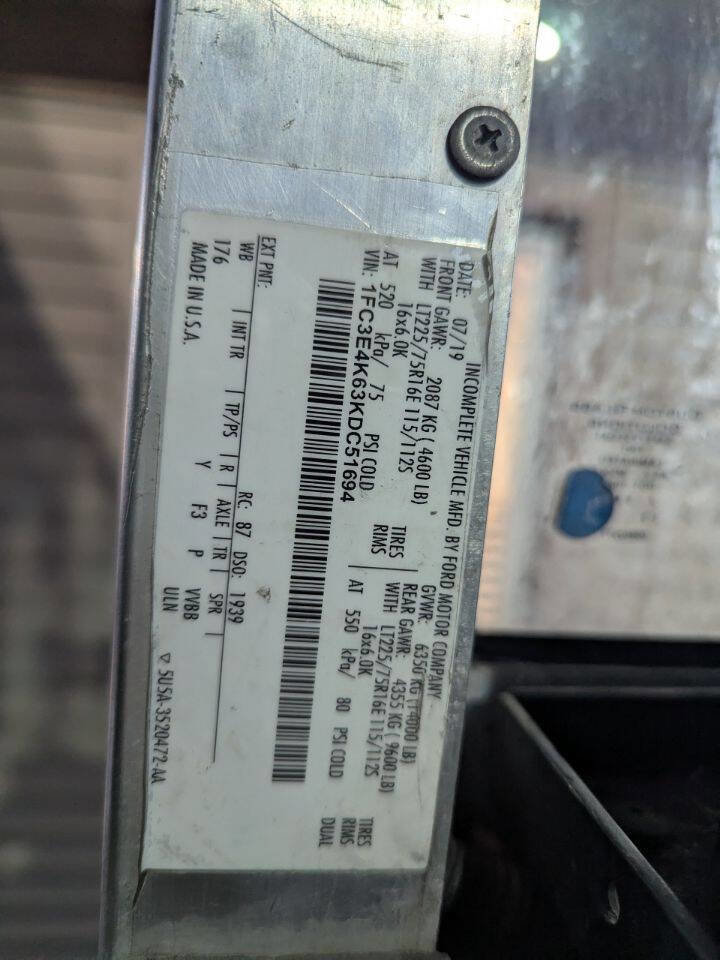 INCOMPLETE VEHICLE MFD. BY FORD MOTOR COMPANY
DATE: 07/19 GVWR: 6350 KG (14000 LB)
FRONT GAWR: 2087 KG ( 4600 LB) REAR GAWR: 4355 KG ( 9600 LB)
WITH LT225/75R16E 115/112S TIRES WITH LT225/75R16E 115/112S TIRES
16x6.0K RIMS 16x6.0K RIMS
AT 520 kPa/ 75 PSI COLD AT 550 kPa/ 80 PSI COLD DUAL
VIN: 1FC3E4K63KDC51694
EXT PNT: RC: 87 DSO: 1939
WB | INT TR | TP/PS | R | AXLE | TR | SPR |
176 Y F3 P VVBB
ULN
MADE IN U.S.A. 5U5A-3520472-AA